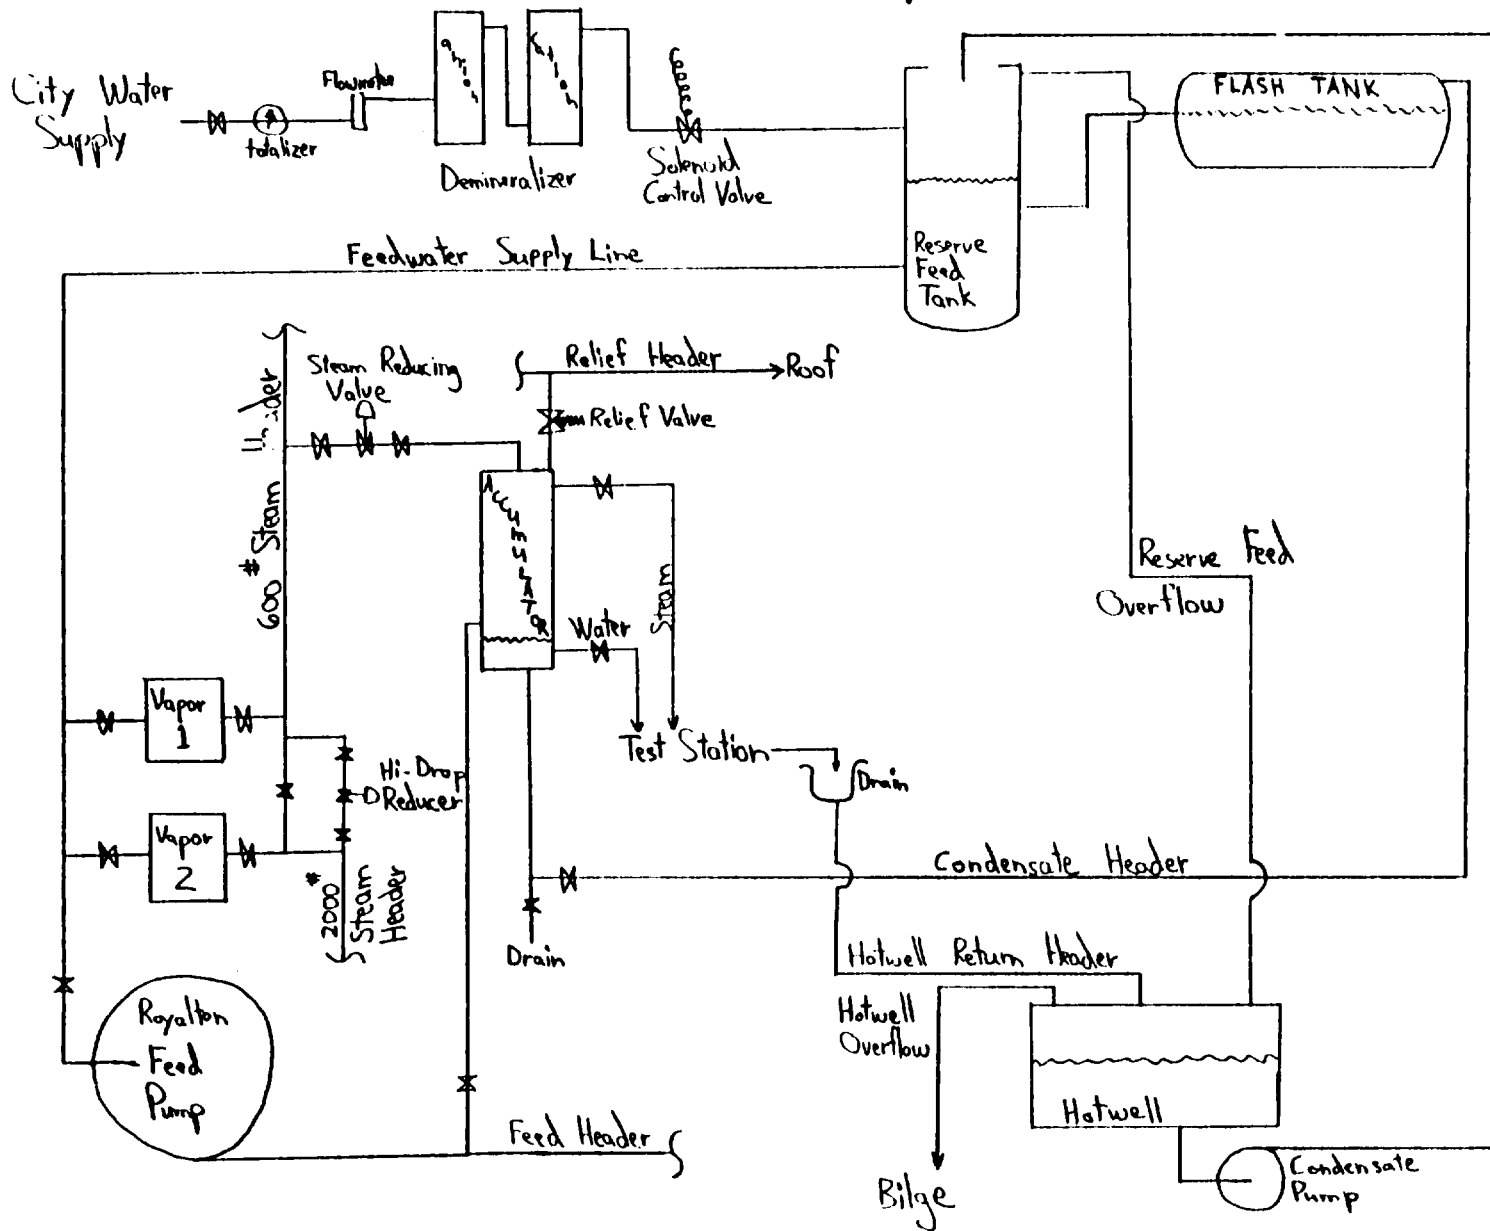 City Water
Supply
totalizer
Flowmeter
anion
Cation
Demineralizer
Solenoid
Control Valve
FLASH TANK
Reserve
Feed
Tank
Feedwater Supply Line
Steam Reducing
Valve
Relief Header
Roof
Relief Valve
600# Steam
ACCUMULATOR
Water
Steam
Reserve Feed
Overflow
Vapor
1
Hi-Drop
Reducer
Test Station
Drain
Vapor
2
2000#
Steam
Header
Condensate Header
Drain
Hotwell Return Header
Hotwell
Overflow
Royalton
Feed
Pump
Hotwell
Feed Header
Bilge
Condensate
Pump